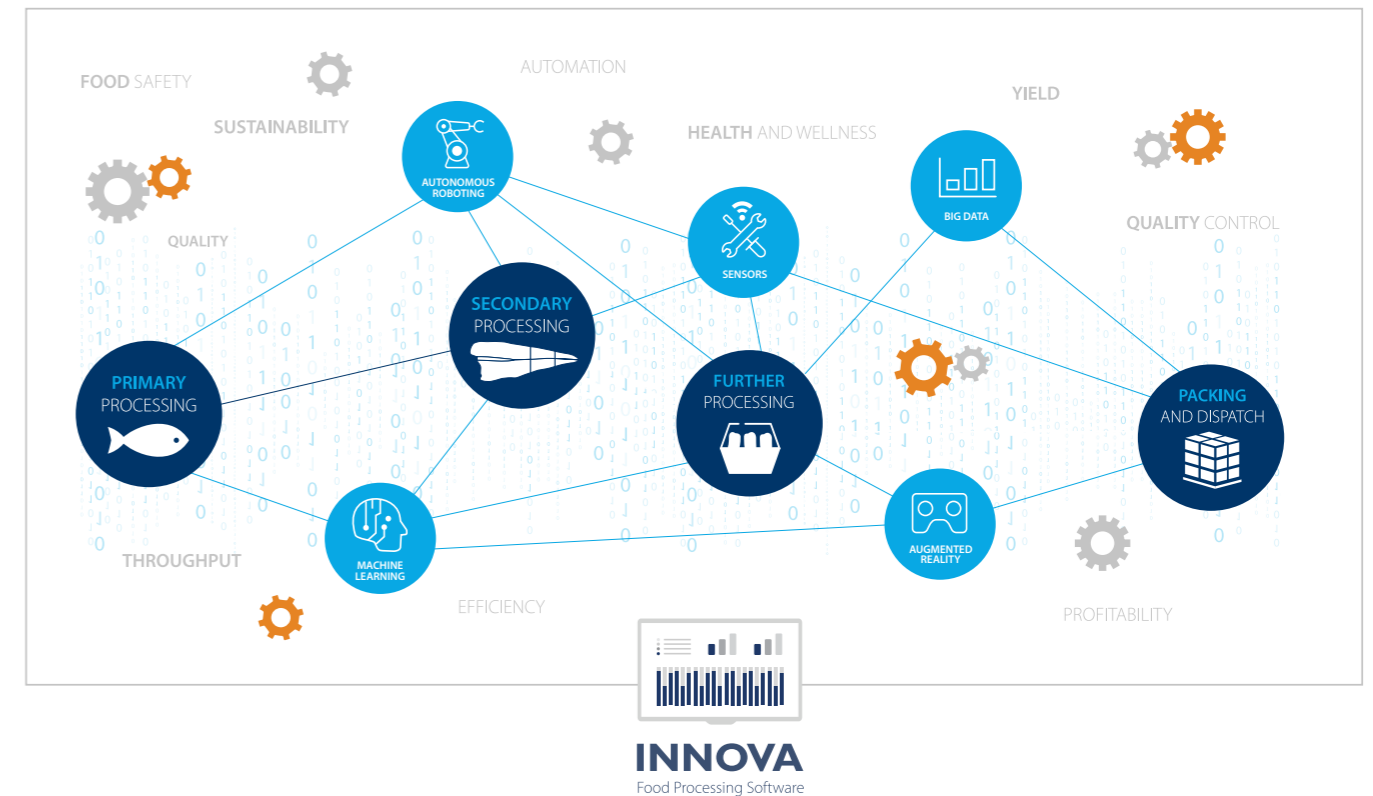 AUTOMATION
FOOD SAFETY
YIELD
SUSTAINABILITY
HEALTH AND WELLNESS
AUTONOMOUS
ROBOTING
BIG DATA
QUALITY CONTROL
QUALITY
SENSORS
SECONDARY
PROCESSING
PRIMARY
PROCESSING
FURTHER
PROCESSING
PACKING
AND DISPATCH
THROUGHPUT
MACHINE
LEARNING
AUGMENTED
REALITY
EFFICIENCY
PROFITABILITY
INNOVA
Food Processing Software